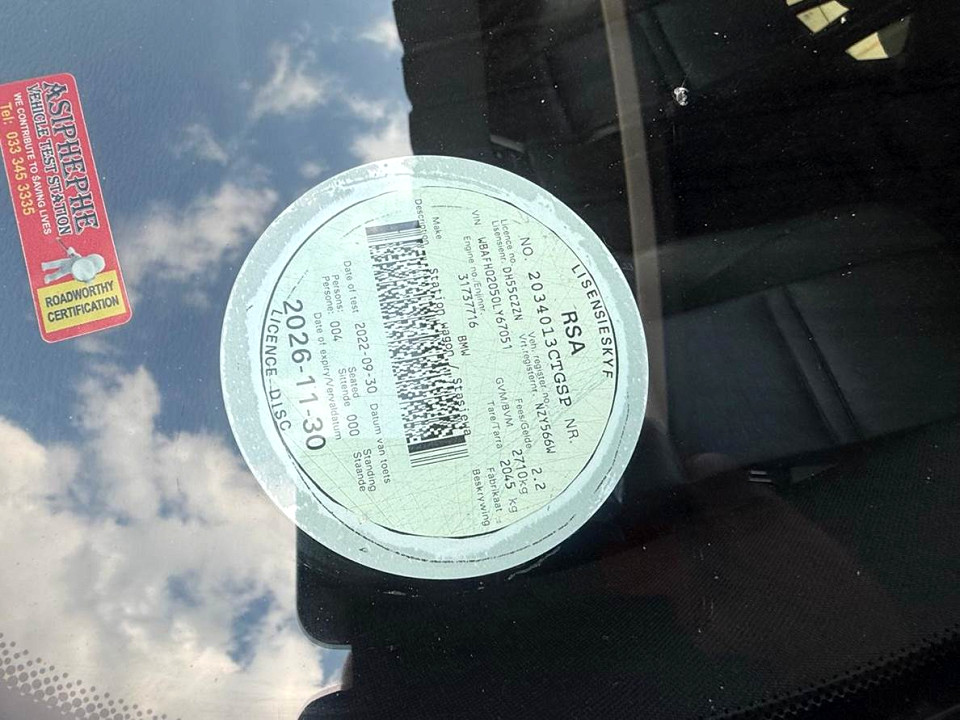 ASIPHEPHE
VEHICLE TEST STATION
WE CONTRIBUTE TO SAVING LIVES
Tel: 033 345 3335
ROADWORTHY
CERTIFICATION
LISENSIESKYF
RSA
NO. 2034013CTGSP NR.
Licence no. Veh. register no.
Lisensienr. DH55CZZN Vrt.registernr. NZY566W
Fees/Gelde 2.2
VIN WBAFH02050LY67051 GVM/BVM 2710kg
Engine no./Enjinnr. 31737716 Tare/Tarra 2045 kg
Make BMW Fabrikaat
Description Station wagon / Stasiewa Beskrywing
Date of test 2022-09-30 Datum van toets
Persons: 004 Seated 000 Standing
Persone: Sittende Staande
Date of expiry/Vervaldatum
2026-11-30
LICENCE DISC